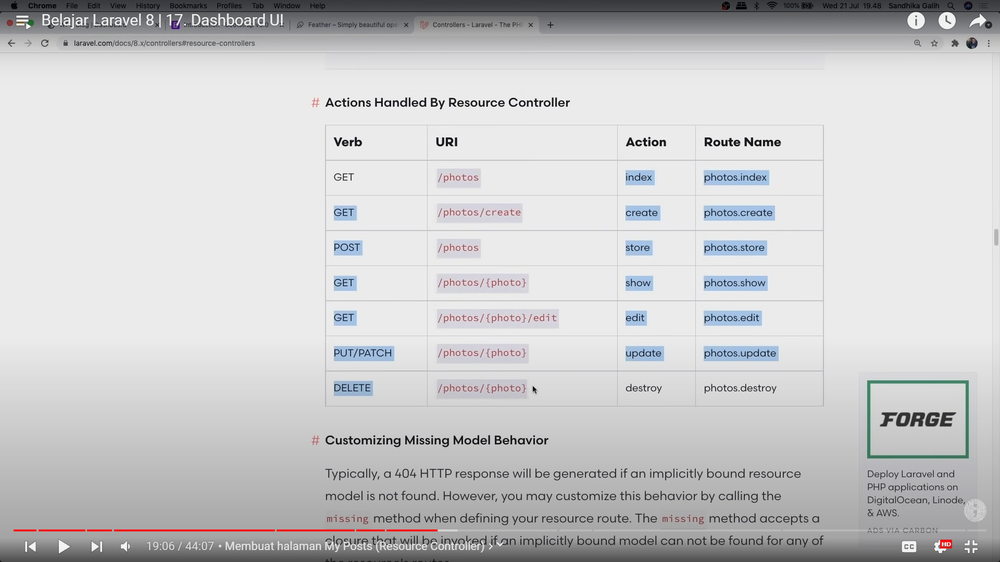 Chrome File Edit View History Bookmarks Profiles Tab Window Help 100% Wed 21 Jul 19.48 Sandhika Galih
Belajar Laravel 8 | 17. Dashboard UI
Feather – Simply beautiful ope
Controllers - Laravel - The PHP
laravel.com/docs/8.x/controllers#resource-controllers
# Actions Handled By Resource Controller
Verb URI Action Route Name
GET /photos index photos.index
GET /photos/create create photos.create
POST /photos store photos.store
GET /photos/{photo} show photos.show
GET /photos/{photo}/edit edit photos.edit
PUT/PATCH /photos/{photo} update photos.update
DELETE /photos/{photo} destroy photos.destroy
# Customizing Missing Model Behavior
Typically, a 404 HTTP response will be generated if an implicitly bound resource
model is not found. However, you may customize this behavior by calling the
missing method when defining your resource route. The missing method accepts a
closure that will be invoked if an implicitly bound model can not be found for any of
the resource's routes
FORGE
Deploy Laravel and
PHP applications on
DigitalOcean, Linode,
& AWS.
ADS VIA CARBON
19:06 / 44:07 • Membuat halaman My Posts (Resource Controller)
CC
HD